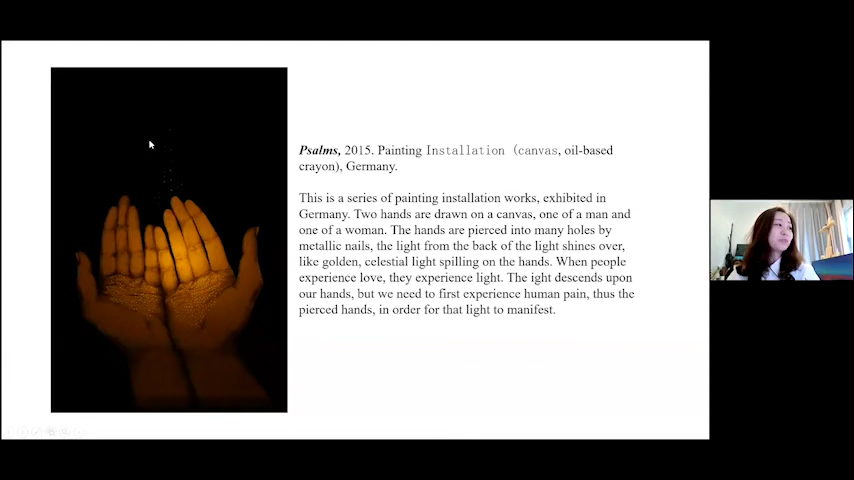 Psalms, 2015. Painting Installation (canvas, oil-based
crayon), Germany.
This is a series of painting installation works, exhibited in
Germany. Two hands are drawn on a canvas, one of a man and
one of a woman. The hands are pierced into many holes by
metallic nails, the light from the back of the light shines over,
like golden, celestial light spilling on the hands. When people
experience love, they experience light. The ight descends upon
our hands, but we need to first experience human pain, thus the
pierced hands, in order for that light to manifest.